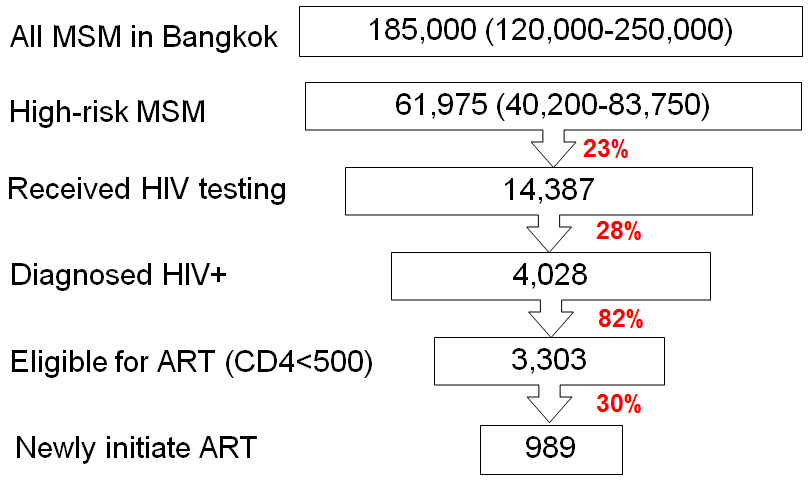 All MSM in Bangkok 185,000 (120,000-250,000)
High-risk MSM 61,975 (40,200-83,750)
23%
Received HIV testing 14,387
28%
Diagnosed HIV+ 4,028
82%
Eligible for ART (CD4<500) 3,303
30%
Newly initiate ART 989